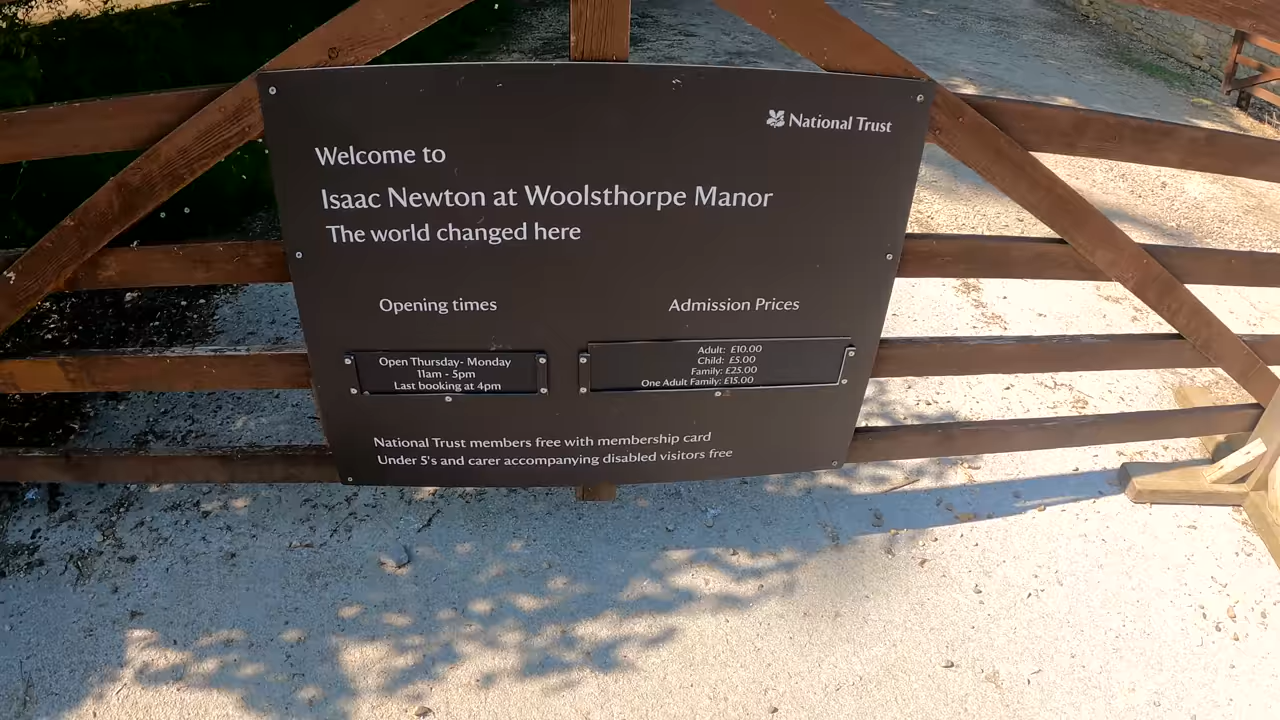 National Trust
Welcome to
Isaac Newton at Woolsthorpe Manor
The world changed here
Opening times
Open Thursday- Monday
11am - 5pm
Last booking at 4pm
Admission Prices
Adult: £10.00
Child: £5.00
Family: £25.00
One Adult Family: £15.00
National Trust members free with membership card
Under 5's and carer accompanying disabled visitors free